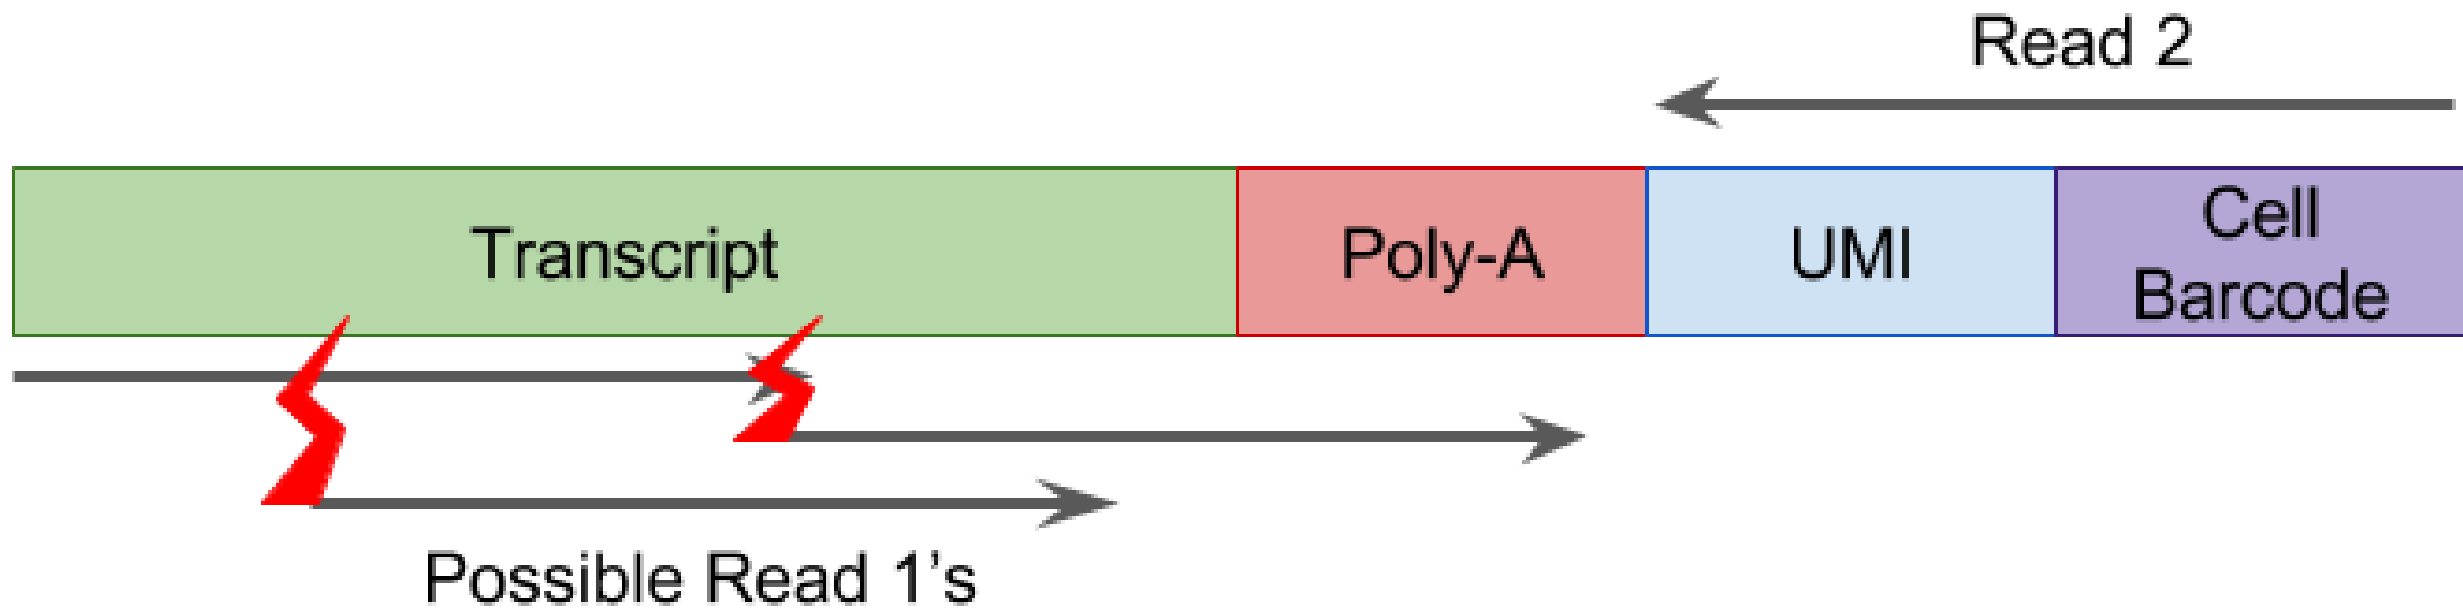 Read 2
Transcript
Poly-A
UMI
Cell
Barcode
Possible Read 1’s